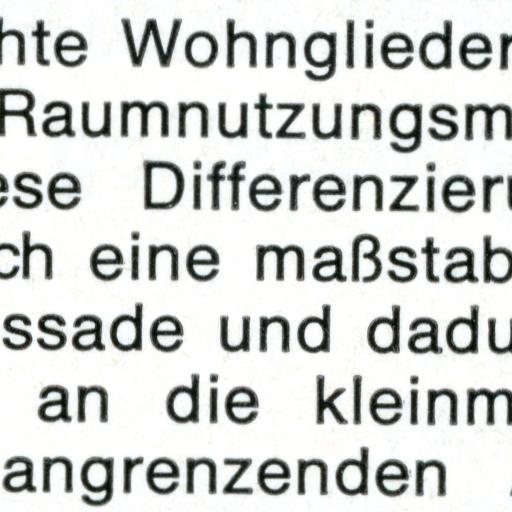 hte Wohnglieder
Raumnutzungsm
ese Differenzieru
ch eine maßstab
ssade und dadu
an die kleinm
angrenzenden